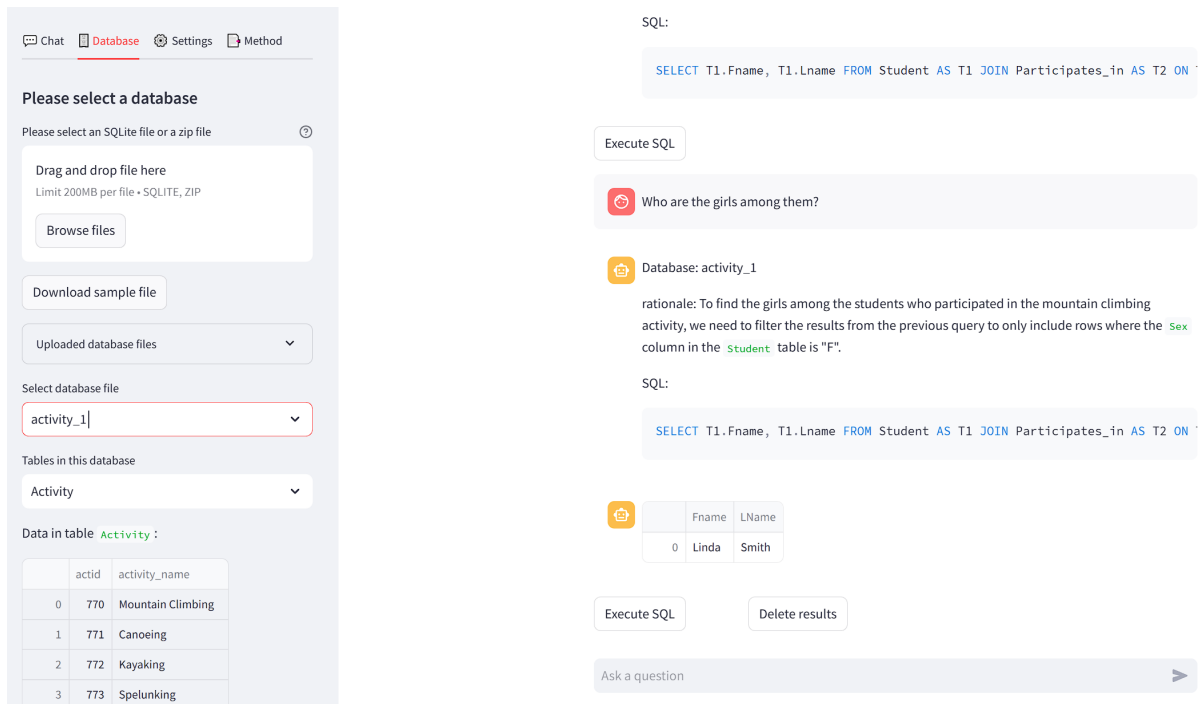 Chat Database Settings Method
Please select a database
Please select an SQLite file or a zip file
Drag and drop file here
Limit 200MB per file • SQLITE, ZIP
Browse files
Download sample file
Uploaded database files
Select database file
activity_1
Tables in this database
Activity
Data in table Activity :
actid activity_name
0 770 Mountain Climbing
1 771 Canoeing
2 772 Kayaking
3 773 Spelunking
SQL:
SELECT T1.Fname, T1.Lname FROM Student AS T1 JOIN Participates_in AS T2 ON
Execute SQL
Who are the girls among them?
Database: activity_1
rationale: To find the girls among the students who participated in the mountain climbing
activity, we need to filter the results from the previous query to only include rows where the Sex
column in the Student table is "F".
SQL:
SELECT T1.Fname, T1.Lname FROM Student AS T1 JOIN Participates_in AS T2 ON
Fname LName
0 Linda Smith
Execute SQL Delete results
Ask a question